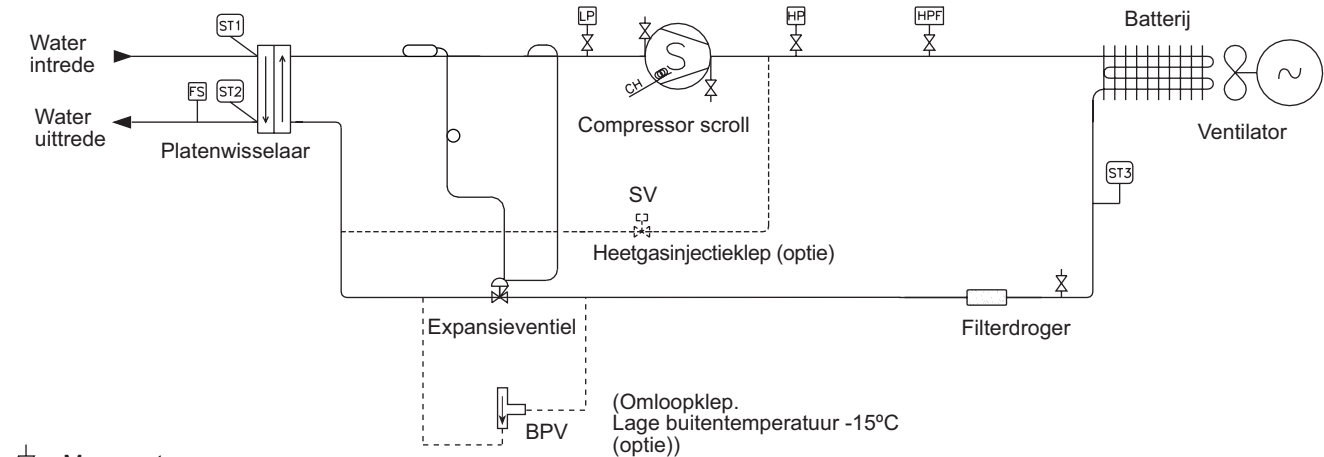 ST1
LP
HP
HPF
Batterij
Water
intrede
S
CH
~
FS
ST2
Water
uittrede
Platenwisselaar
Compressor scroll
Ventilator
ST3
SV
Heetgasinjectieklep (optie)
Expansieventiel
Filterdroger
BPV
(Omloopklep.
Lage buitentemperatuur -15ºC
(optie))